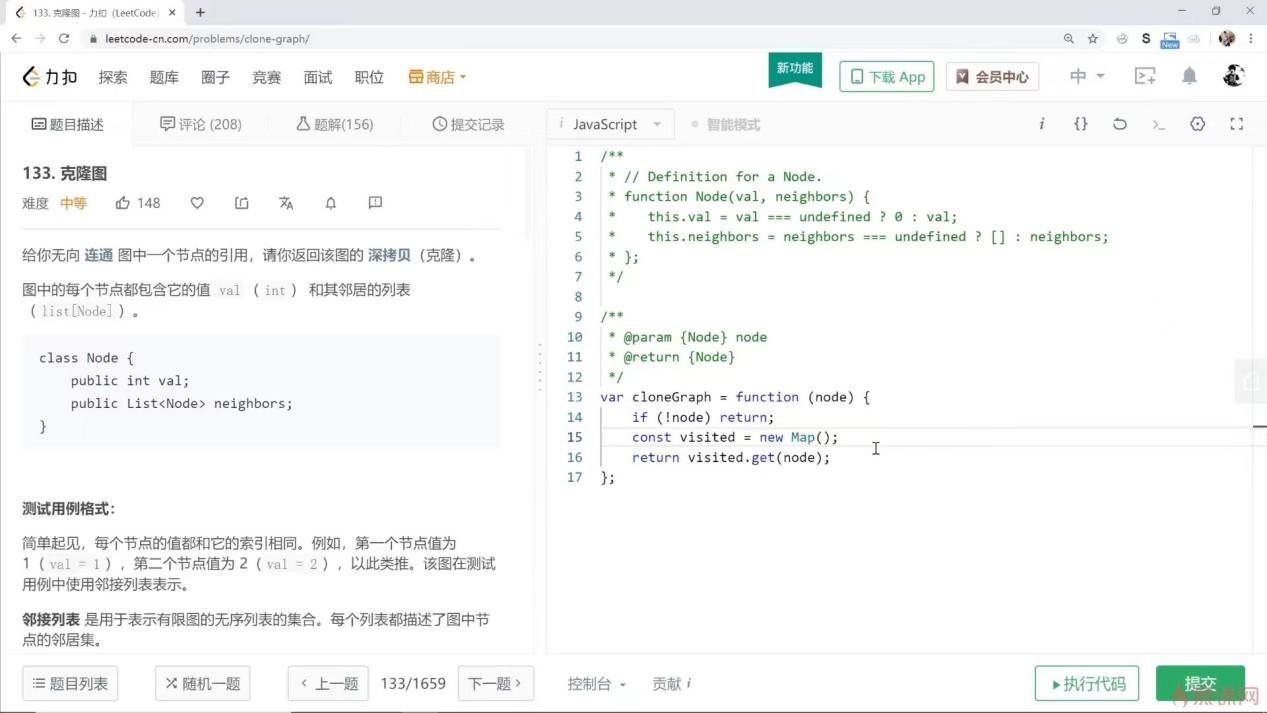 133. 克隆图 - 力扣（LeetCode）
leetcode-cn.com/problems/clone-graph/
New
力扣 探索 题库 圈子 竞赛 面试 职位 商店 新功能 下载 App 会员中心 中
题目描述 评论 (208) 题解(156) 提交记录 i JavaScript 智能模式 i {} >_
133. 克隆图
难度 中等 148
给你无向 连通 图中一个节点的引用，请你返回该图的 深拷贝（克隆）。
图中的每个节点都包含它的值 val （int） 和其邻居的列表
（list[Node]）。
class Node {
    public int val;
    public List<Node> neighbors;
}
测试用例格式：
简单起见，每个节点的值都和它的索引相同。例如，第一个节点值为
1（val = 1），第二个节点值为 2（val = 2），以此类推。该图在测试
用例中使用邻接列表表示。
邻接列表 是用于表示有限图的无序列表的集合。每个列表都描述了图中节
点的邻居集。
1 /**
2  * // Definition for a Node.
3  * function Node(val, neighbors) {
4  *    this.val = val === undefined ? 0 : val;
5  *    this.neighbors = neighbors === undefined ? [] : neighbors;
6  * };
7  */
8
9 /**
10  * @param {Node} node
11  * @return {Node}
12  */
13 var cloneGraph = function (node) {
14     if (!node) return;
15     const visited = new Map();
16     return visited.get(node);
17 };
题目列表 随机一题 上一题 133/1659 下一题 控制台 贡献 i 执行代码 提交